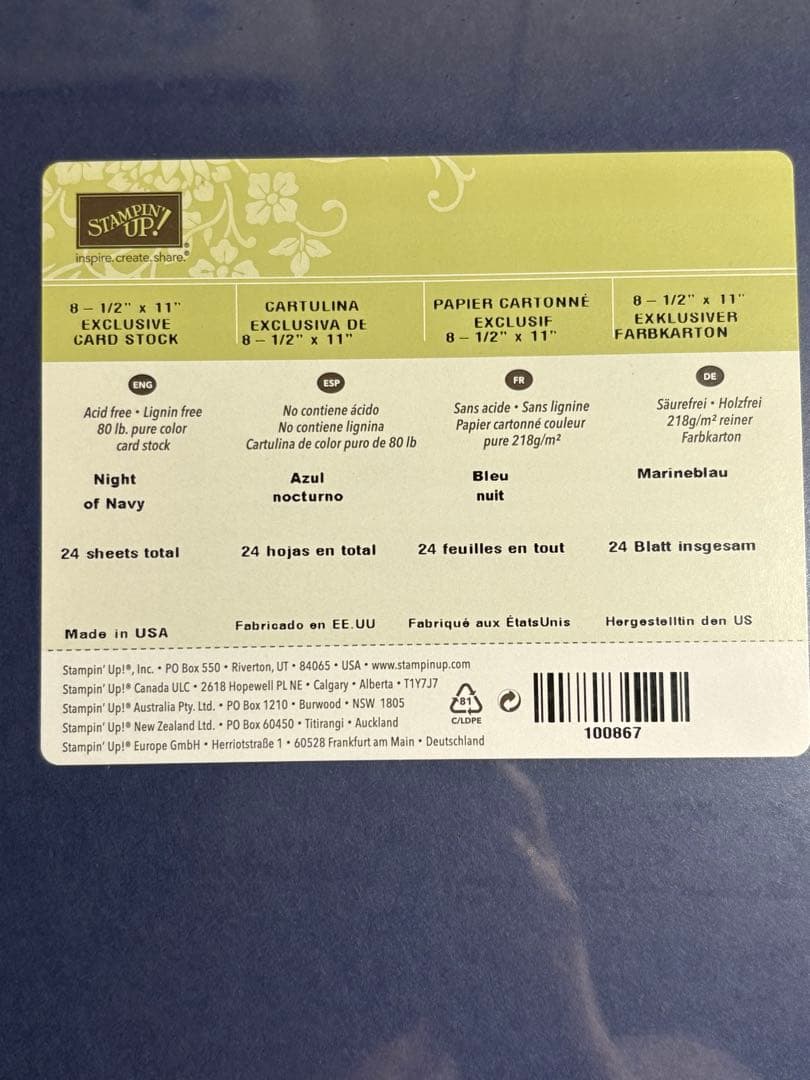 STAMPIN' UP!®
inspire.create.share.®
8 – 1/2" x 11"
EXCLUSIVE
CARD STOCK
CARTULINA
EXCLUSIVA DE
8 – 1/2" x 11"
PAPIER CARTONNÉ
EXCLUSIF
8 – 1/2" x 11"
8 – 1/2" x 11"
EXKLUSIVER
FARBKARTON
ENG
Acid free • Lignin free
80 lb. pure color
card stock
Night
of Navy
24 sheets total
Made in USA
ESP
No contiene ácido
No contiene lignina
Cartulina de color puro de 80 lb
Azul
nocturno
24 hojas en total
Fabricado en EE.UU
FR
Sans acide • Sans lignine
Papier cartonné couleur
pure 218g/m²
Bleu
nuit
24 feuilles en tout
Fabriqué aux ÉtatsUnis
DE
Säurefrei • Holzfrei
218g/m² reiner
Farbkarton
Marineblau
24 Blatt insgesam
Hergestelltin den US
Stampin' Up!®, Inc. • PO Box 550 • Riverton, UT • 84065 • USA • www.stampinup.com
Stampin' Up!® Canada ULC • 2618 Hopewell PL NE • Calgary • Alberta • T1Y7J7
Stampin' Up!® Australia Pty. Ltd. • PO Box 1210 • Burwood • NSW 1805
Stampin' Up!® New Zealand Ltd. • PO Box 60450 • Titirangi • Auckland
Stampin' Up!® Europe GmbH • Herriotstraße 1 • 60528 Frankfurt am Main • Deutschland
81
C/LDPE
100867